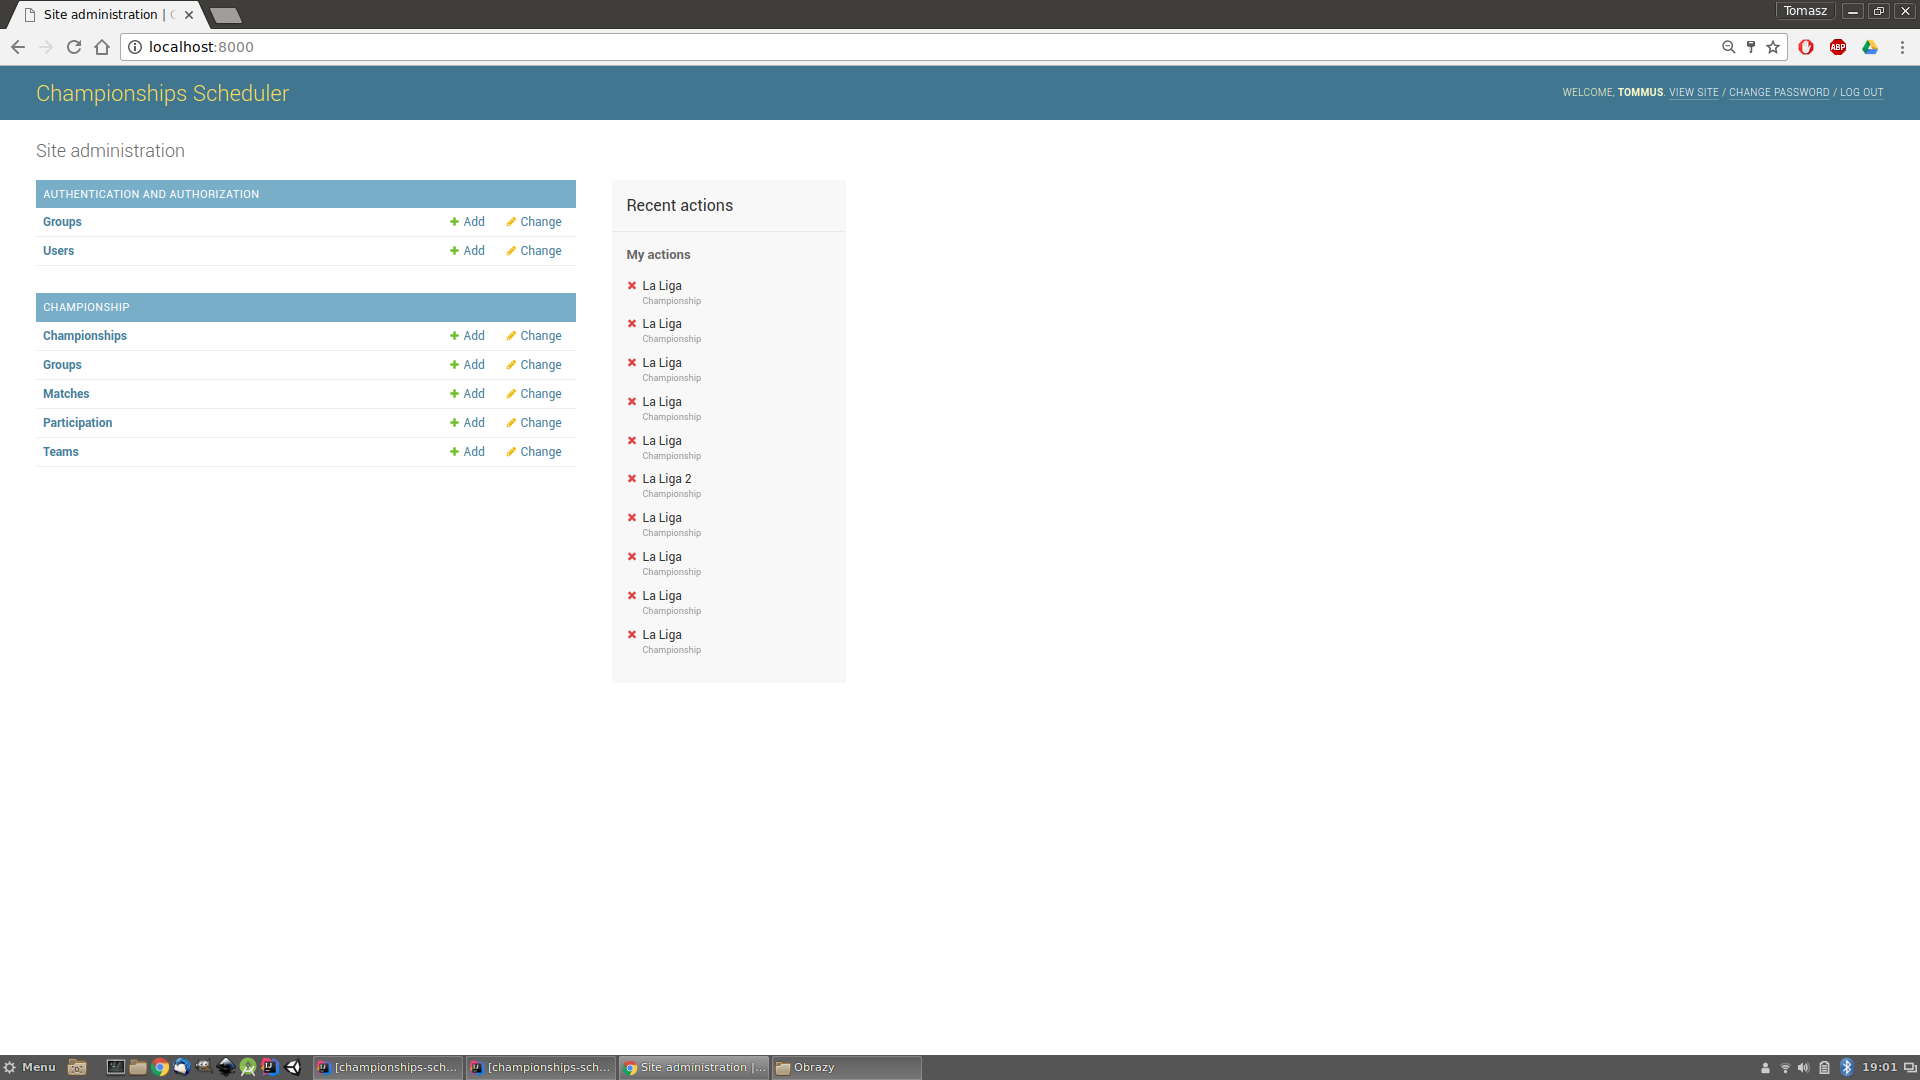 Site administration |
Tomasz
localhost:8000
ABP
Championships Scheduler
WELCOME, TOMMUS. VIEW SITE / CHANGE PASSWORD / LOG OUT
Site administration
AUTHENTICATION AND AUTHORIZATION
Groups Add Change
Users Add Change
CHAMPIONSHIP
Championships Add Change
Groups Add Change
Matches Add Change
Participation Add Change
Teams Add Change
Recent actions
My actions
La Liga
Championship
La Liga
Championship
La Liga
Championship
La Liga
Championship
La Liga
Championship
La Liga 2
Championship
La Liga
Championship
La Liga
Championship
La Liga
Championship
La Liga
Championship
Menu
[championships-sch...
[championships-sch...
Site administration |...
Obrazy
19:01